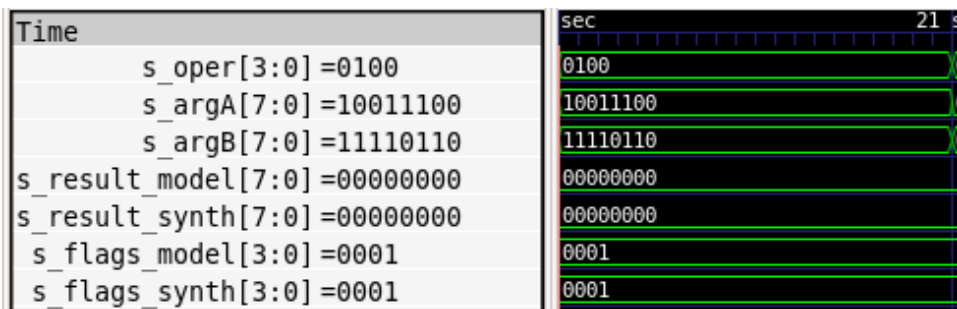 Time
s_oper[3:0]=0100
s_argA[7:0]=10011100
s_argB[7:0]=11110110
s_result_model[7:0]=00000000
s_result_synth[7:0]=00000000
s_flags_model[3:0]=0001
s_flags_synth[3:0]=0001
sec 21
0100
10011100
11110110
00000000
00000000
0001
0001